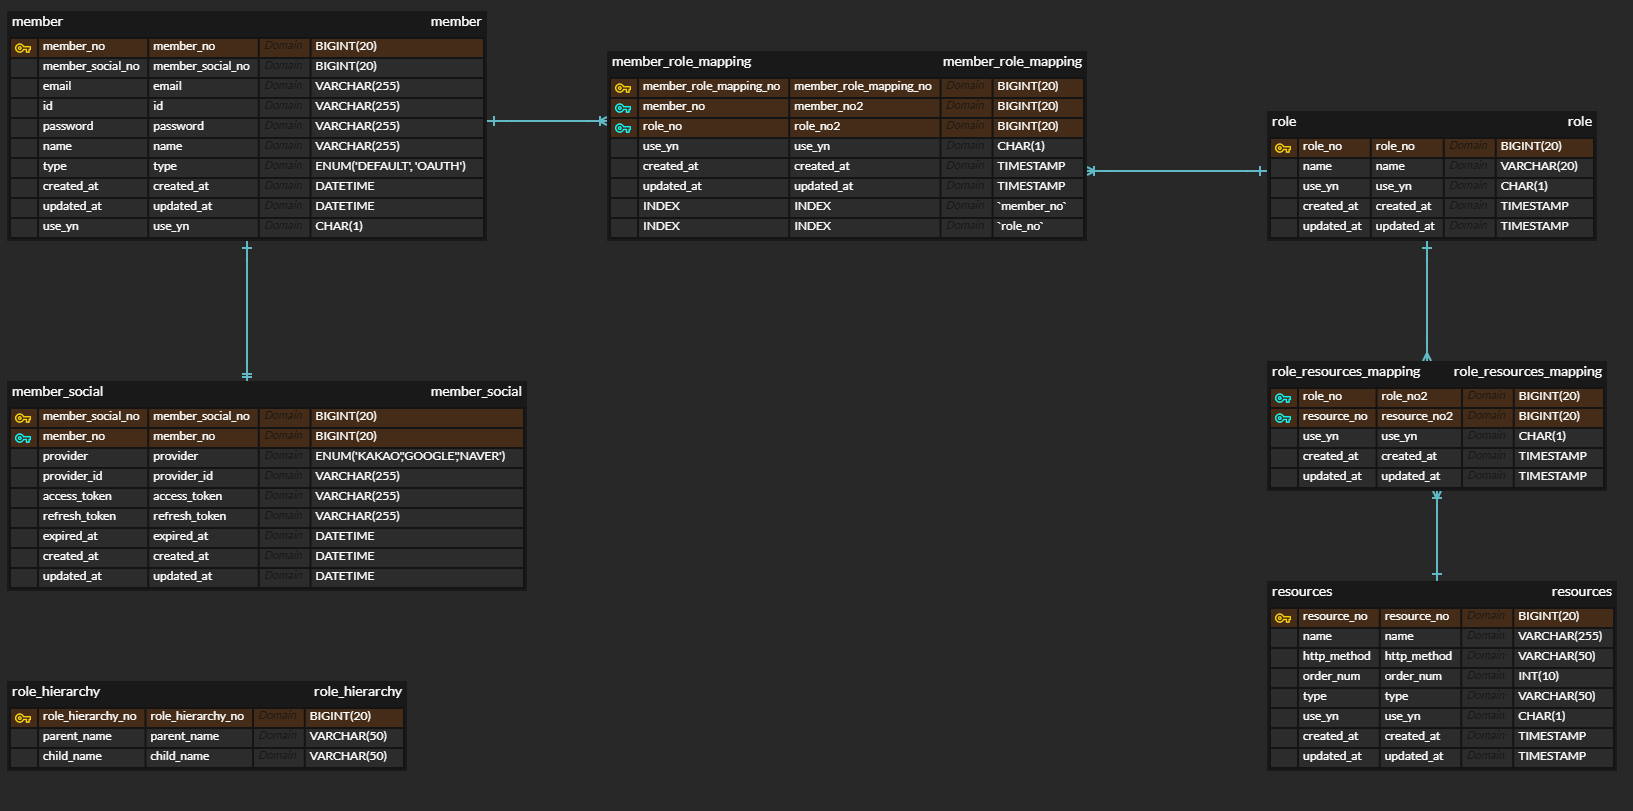 member member
member_no member_no Domain BIGINT(20)
member_social_no member_social_no Domain BIGINT(20)
email email Domain VARCHAR(255)
id id Domain VARCHAR(255)
password password Domain VARCHAR(255)
name name Domain VARCHAR(255)
type type Domain ENUM('DEFAULT', 'OAUTH')
created_at created_at Domain DATETIME
updated_at updated_at Domain DATETIME
use_yn use_yn Domain CHAR(1)
member_role_mapping member_role_mapping
member_role_mapping_no member_role_mapping_no Domain BIGINT(20)
member_no member_no2 Domain BIGINT(20)
role_no role_no2 Domain BIGINT(20)
use_yn use_yn Domain CHAR(1)
created_at created_at Domain TIMESTAMP
updated_at updated_at Domain TIMESTAMP
INDEX INDEX Domain `member_no`
INDEX INDEX Domain `role_no`
role role
role_no role_no Domain BIGINT(20)
name name Domain VARCHAR(20)
use_yn use_yn Domain CHAR(1)
created_at created_at Domain TIMESTAMP
updated_at updated_at Domain TIMESTAMP
member_social member_social
member_social_no member_social_no Domain BIGINT(20)
member_no member_no Domain BIGINT(20)
provider provider Domain ENUM('KAKAO','GOOGLE','NAVER')
provider_id provider_id Domain VARCHAR(255)
access_token access_token Domain VARCHAR(255)
refresh_token refresh_token Domain VARCHAR(255)
expired_at expired_at Domain DATETIME
created_at created_at Domain DATETIME
updated_at updated_at Domain DATETIME
role_resources_mapping role_resources_mapping
role_no role_no2 Domain BIGINT(20)
resource_no resource_no2 Domain BIGINT(20)
use_yn use_yn Domain CHAR(1)
created_at created_at Domain TIMESTAMP
updated_at updated_at Domain TIMESTAMP
resources resources
resource_no resource_no Domain BIGINT(20)
name name Domain VARCHAR(255)
http_method http_method Domain VARCHAR(50)
order_num order_num Domain INT(10)
type type Domain VARCHAR(50)
use_yn use_yn Domain CHAR(1)
created_at created_at Domain TIMESTAMP
updated_at updated_at Domain TIMESTAMP
role_hierarchy role_hierarchy
role_hierarchy_no role_hierarchy_no Domain BIGINT(20)
parent_name parent_name Domain VARCHAR(50)
child_name child_name Domain VARCHAR(50)